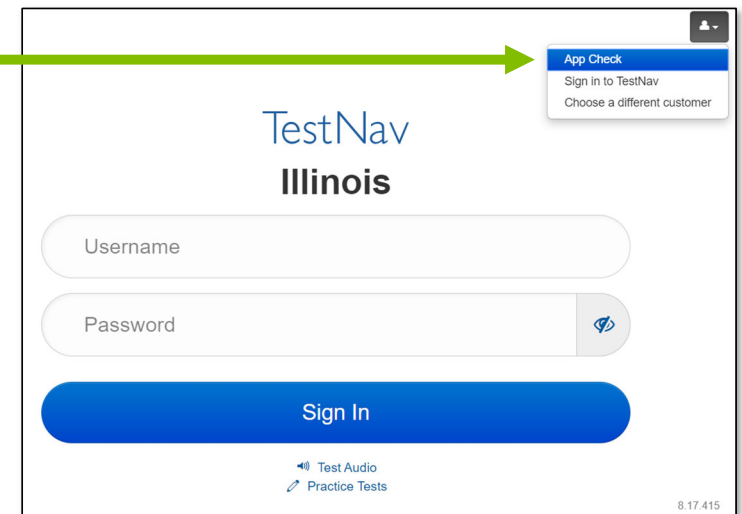 App Check
Sign in to TestNav
Choose a different customer
TestNav
Illinois
Username
Password
Sign In
Test Audio
Practice Tests
8.17.415